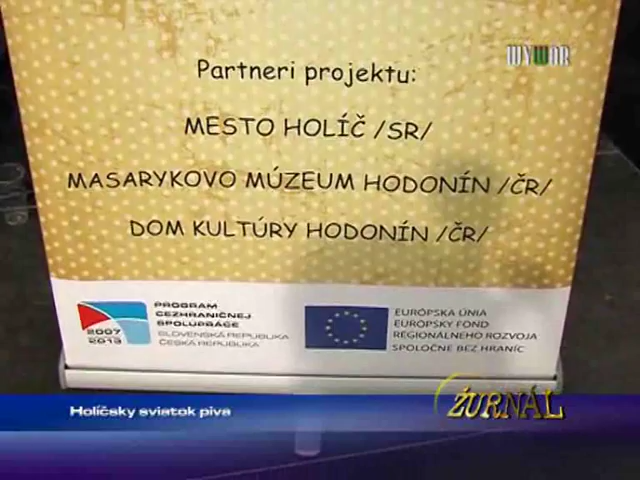 WYWAR
Partneri projektu:
MESTO HOLÍČ /SR/
MASARYKOVO MÚZEUM HODONÍN /ČR/
DOM KULTÚRY HODONÍN /ČR/
PROGRAM
CEZHRANIČNEJ
SPOLUPRÁCE
SLOVENSKÁ REPUBLIKA
ČESKÁ REPUBLIKA
2007
2013
EURÓPSKA ÚNIA
EURÓPSKY FOND
REGIONÁLNEHO ROZVOJA
SPOLOČNE BEZ HRANÍC
Holíčsky sviatok piva
ŽURNÁL